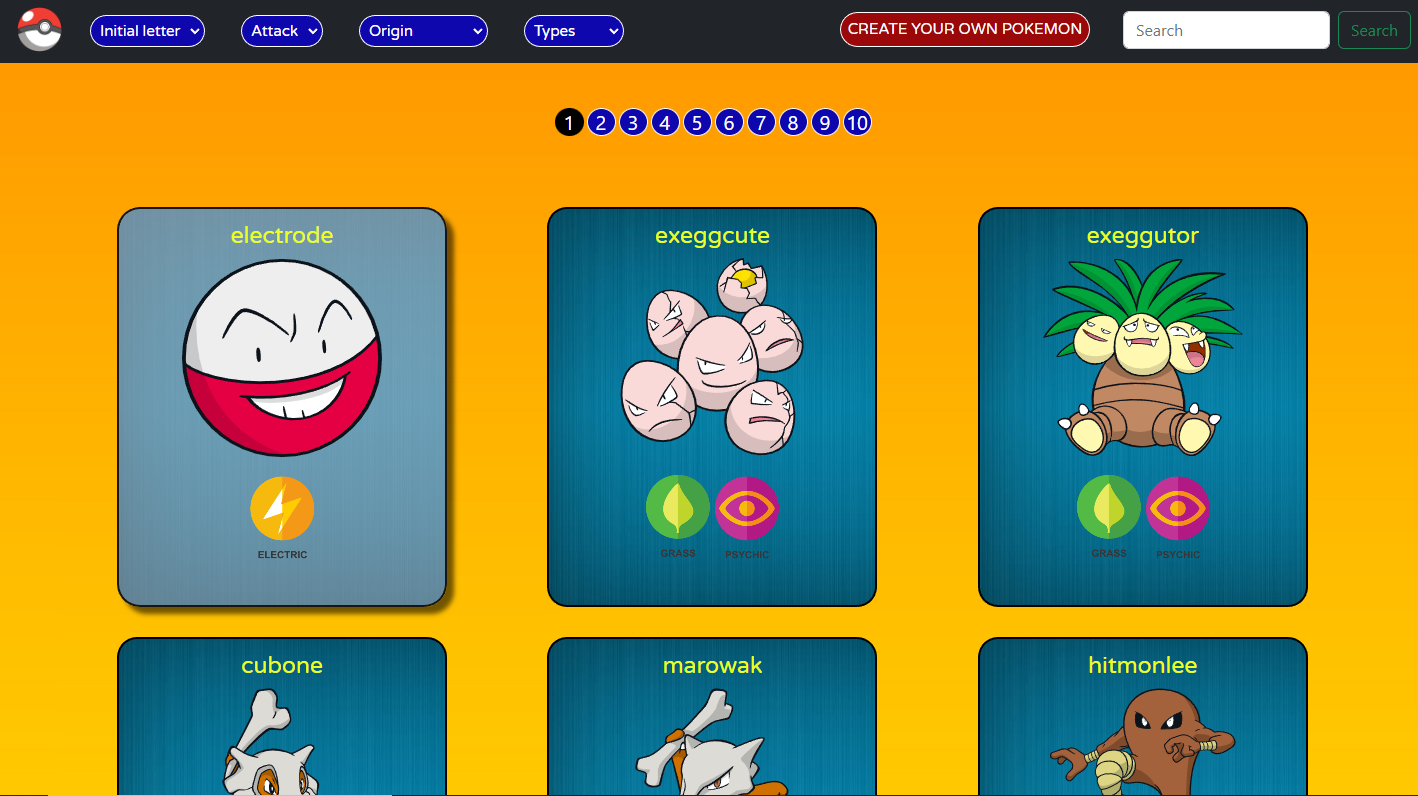 Initial letter Attack Origin Types CREATE YOUR OWN POKEMON Search Search
1 2 3 4 5 6 7 8 9 10
electrode exeggcute exeggutor
ELECTRIC GRASS PSYCHIC GRASS PSYCHIC
cubone marowak hitmonlee